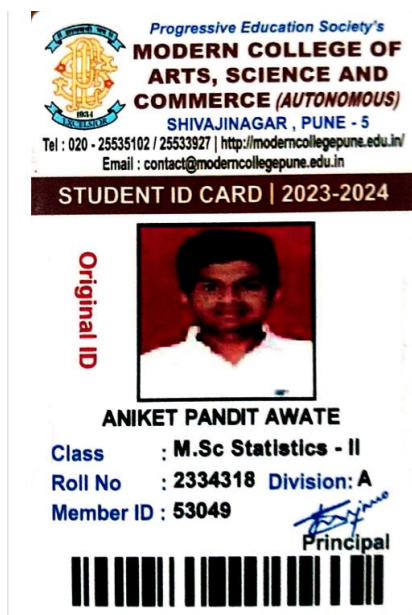 Progressive Education Society's
MODERN COLLEGE OF
ARTS, SCIENCE AND
COMMERCE (AUTONOMOUS)
SHIVAJINAGAR , PUNE - 5
Tel : 020 - 25535102 / 25533927 | http://moderncollegepune.edu.in/
Email : contact@moderncollegepune.edu.in
1934
EXCELSIOR
STUDENT ID CARD | 2023-2024
Original ID
ANIKET PANDIT AWATE
Class : M.Sc Statistics - II
Roll No : 2334318 Division: A
Member ID : 53049
Principal